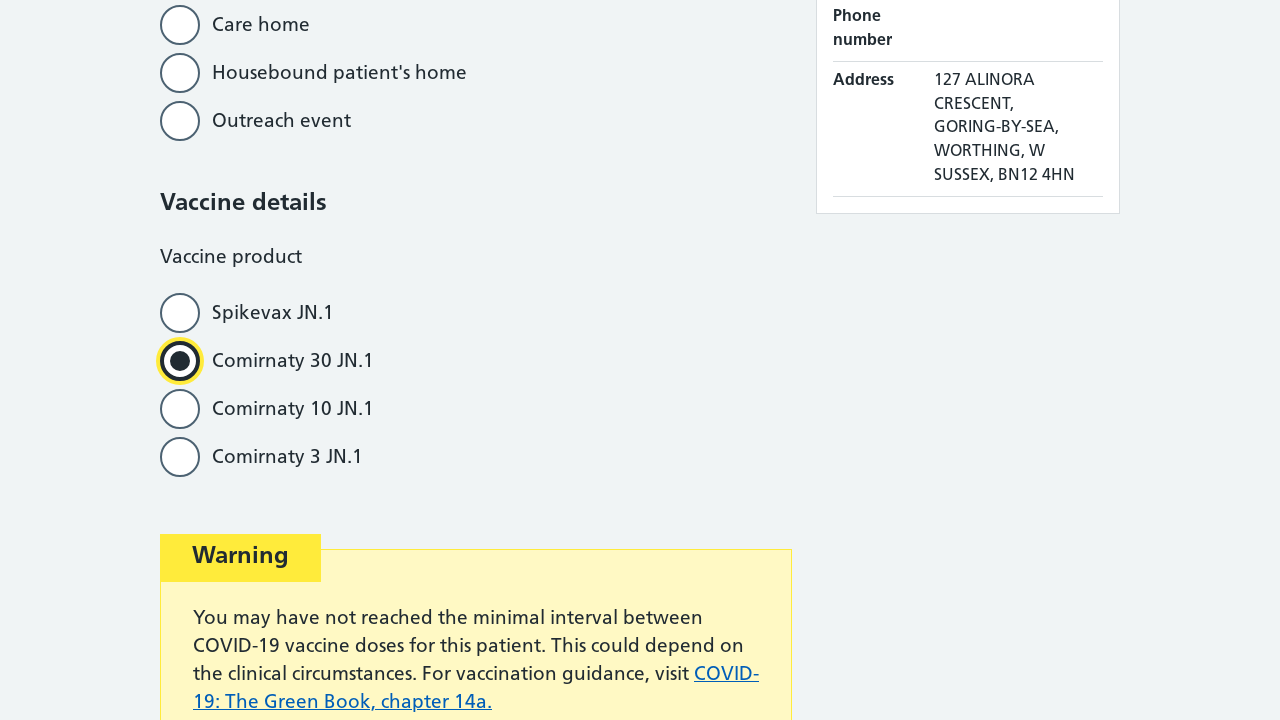 Care home
Housebound patient's home
Outreach event
Vaccine details
Vaccine product
Spikevax JN.1
Comirnaty 30 JN.1
Comirnaty 10 JN.1
Comirnaty 3 JN.1
Warning
You may have not reached the minimal interval between
COVID-19 vaccine doses for this patient. This could depend on
the clinical circumstances. For vaccination guidance, visit COVID-
19: The Green Book, chapter 14a.
Phone
number
Address
127 ALINORA
CRESCENT,
GORING-BY-SEA,
WORTHING, W
SUSSEX, BN12 4HN